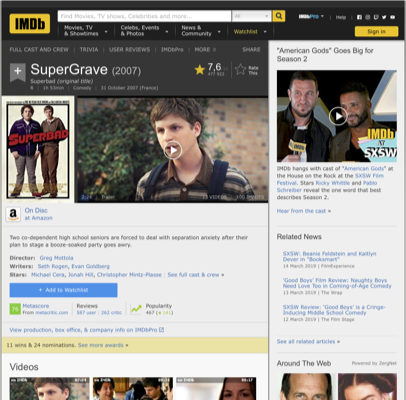 IMDb
Find Movies, TV shows, Celebrities and more...
All
Movies, TV
& Showtimes
Celebs, Events
& Photos
News &
Community
Watchlist
IMDbPro
Help
Sign in
FULL CAST AND CREW | TRIVIA | USER REVIEWS | IMDbPro | MORE
SHARE
SuperGrave (2007)
Superbad (original title)
1h 53min | Comedy | 31 October 2007 (France)
7,6
Rate
This
SUPERBAD
On Disc
at Amazon
Two co-dependent high school seniors are forced to deal with separation anxiety after their
plan to stage a booze-soaked party goes awry.
Director: Greg Mottola
Writers: Seth Rogen, Evan Goldberg
Stars: Michael Cera, Jonah Hill, Christopher Mintz-Plasse | See full cast & crew »
+ Add to Watchlist
Metascore
From metacritic.com
Reviews
587 user | 262 critic
Popularity
467
View production, box office, & company info on IMDbPro
11 wins & 24 nominations. See more awards »
Videos
"American Gods" Goes Big for
Season 2
IMDb
at
SXSW
IMDb hangs with cast of "American Gods" at
the House on the Rock at the SXSW Film
Festival. Stars Ricky Whittle and Pablo
Schreiber reveal the one word that best
describes Season 2.
Hear from the cast »
Related News
SXSW: Beanie Feldstein and Kaitlyn
Dever in "Booksmart"
14 March 2019 | FilmExperience
'Good Boys' Film Review: Naughty Boys
Need Love Too in Coming-of-Age Comedy
13 March 2019 | The Wrap
SXSW Review: 'Good Boys' is a Cringe-
Inducing Middle School Comedy
12 March 2019 | The Film Stage
See all related articles »
Around The Web
Powered by ZergNet